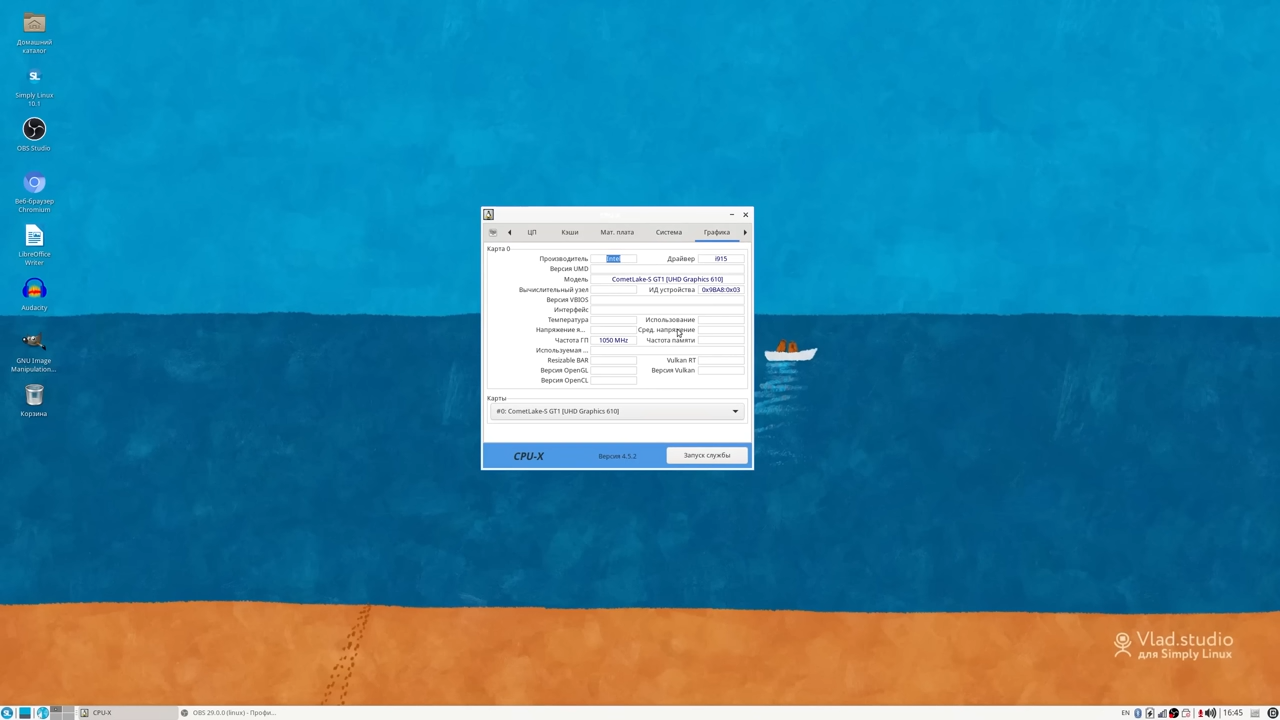 Домашний
каталог
SL
Simply Linux
10.1
OBS Studio
Веб-браузер
Chromium
LibreOffice
Writer
Audacity
GNU Image
Manipulation...
Корзина
ЦП Кэши Мат. плата Система Графика
Карта 0
Производитель Intel Драйвер i915
Версия UMD
Модель CometLake-S GT1 [UHD Graphics 610]
Вычислительный узел ИД устройства 0x9BA8:0x03
Версия VBIOS
Интерфейс
Температура Использование
Напряжение я... Сред. напряжение
Частота ГП 1050 MHz Частота памяти
Используемая ...
Resizable BAR Vulkan RT
Версия OpenGL Версия Vulkan
Версия OpenCL
Карты
#0: CometLake-S GT1 [UHD Graphics 610]
CPU-X Версия 4.5.2 Запуск службы
Vlad.studio
для Simply Linux
SL CPU-X OBS 29.0.0 (linux) - Профи... EN 16:45